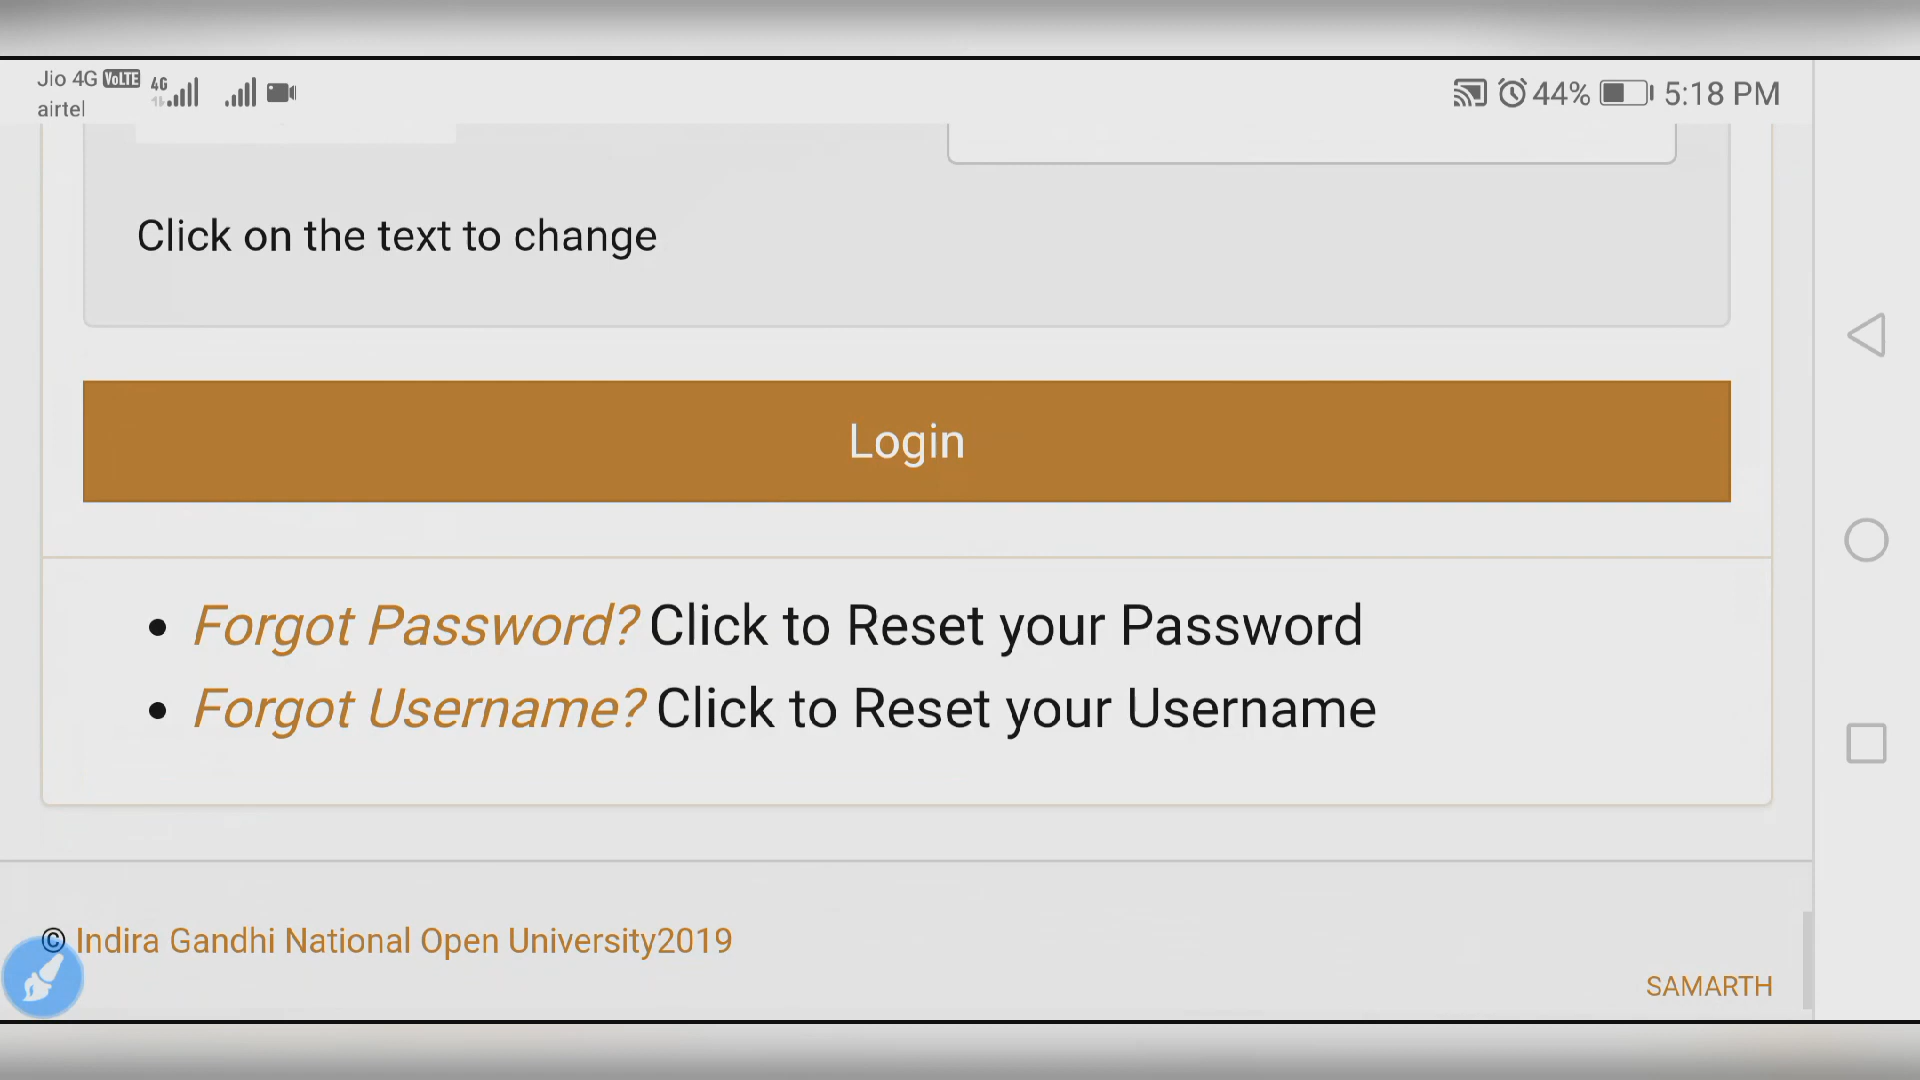 Jio 4G VoLTE
4G
airtel
44%
5:18 PM
Click on the text to change
Login
Forgot Password? Click to Reset your Password
Forgot Username? Click to Reset your Username
© Indira Gandhi National Open University2019
SAMARTH